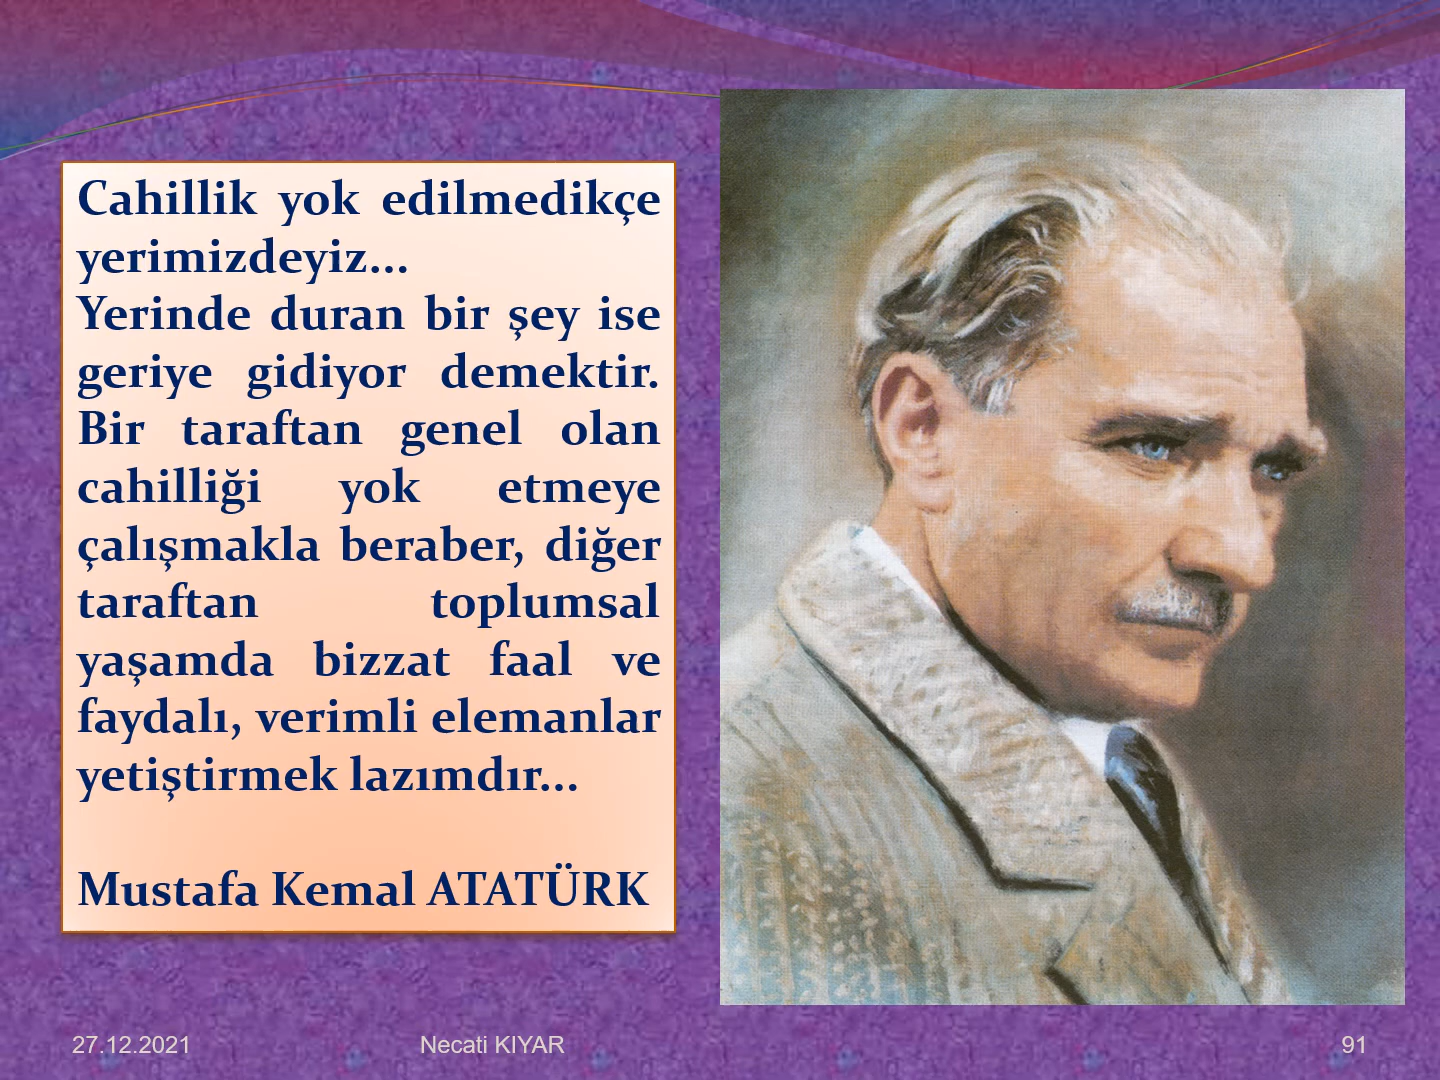 Cahillik yok edilmedikçe
yerimizdeyiz...
Yerinde duran bir şey ise
geriye gidiyor demektir.
Bir taraftan genel olan
cahilliği yok etmeye
çalışmakla beraber, diğer
taraftan toplumsal
yaşamda bizzat faal ve
faydalı, verimli elemanlar
yetiştirmek lazımdır...
Mustafa Kemal ATATÜRK
27.12.2021
Necati KIYAR
91